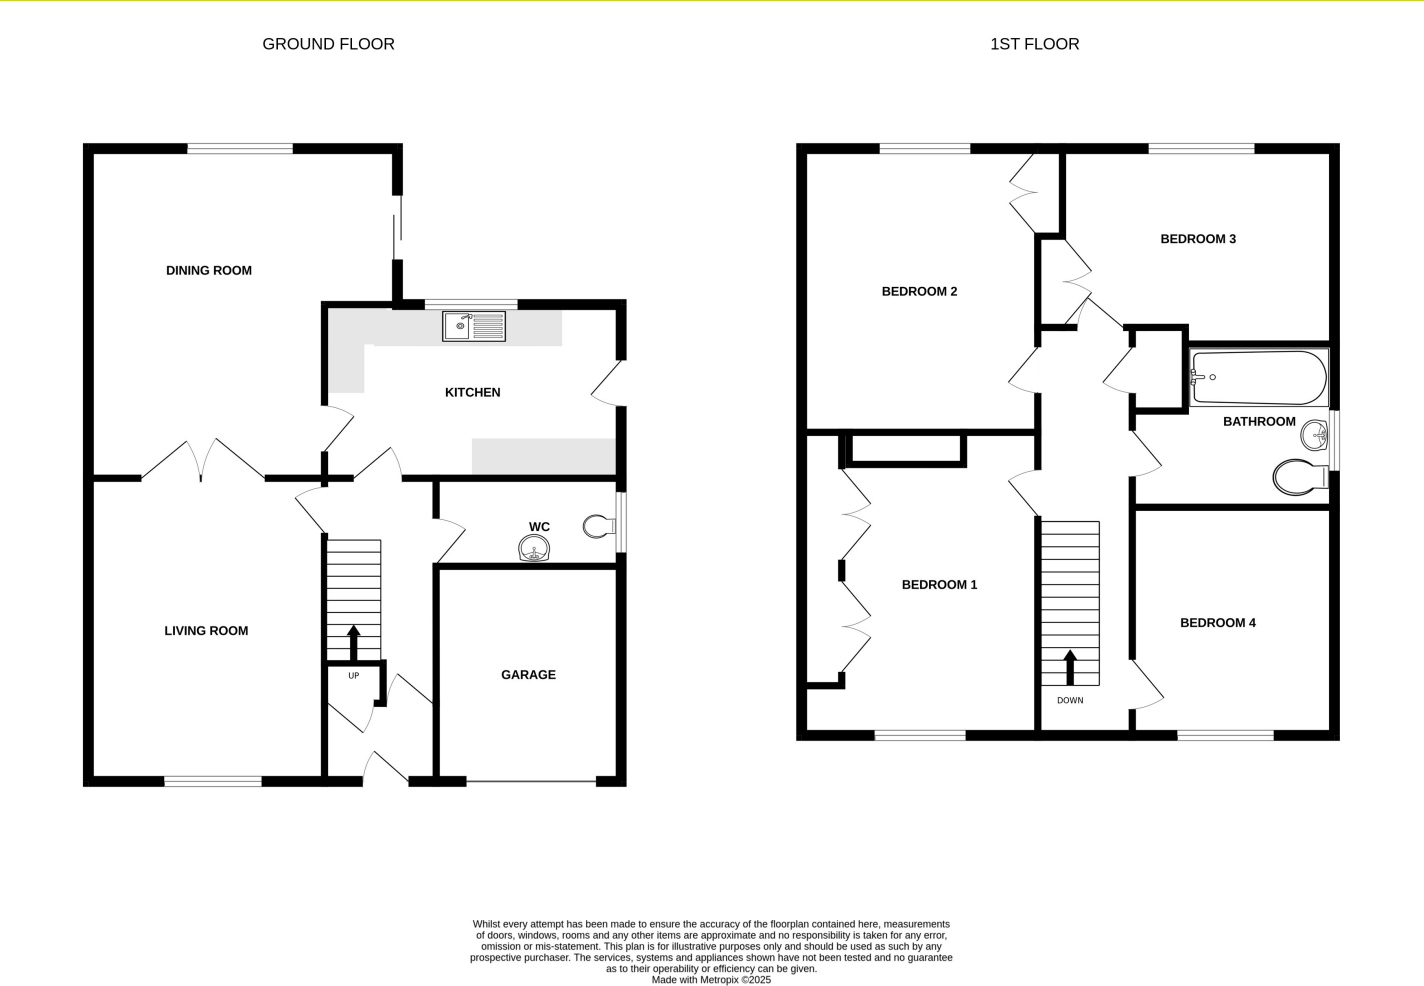 GROUND FLOOR
1ST FLOOR
DINING ROOM
KITCHEN
LIVING ROOM
WC
GARAGE
UP
BEDROOM 2
BEDROOM 3
BATHROOM
BEDROOM 1
BEDROOM 4
DOWN
Whilst every attempt has been made to ensure the accuracy of the floorplan contained here, measurements
of doors, windows, rooms and any other items are approximate and no responsibility is taken for any error,
omission or mis-statement. This plan is for illustrative purposes only and should be used as such by any
prospective purchaser. The services, systems and appliances shown have not been tested and no guarantee
as to their operability or efficiency can be given.
Made with Metropix ©2025